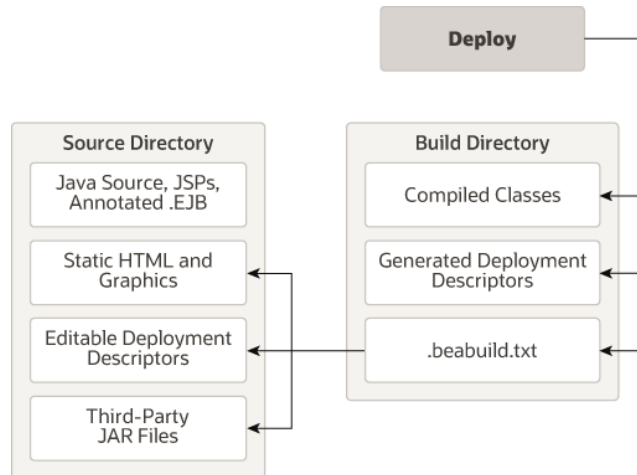 Deploy
Source Directory
Java Source, JSPs,
Annotated .EJB
Static HTML and
Graphics
Editable Deployment
Descriptors
Third-Party
JAR Files
Build Directory
Compiled Classes
Generated Deployment
Descriptors
.beabuild.txt